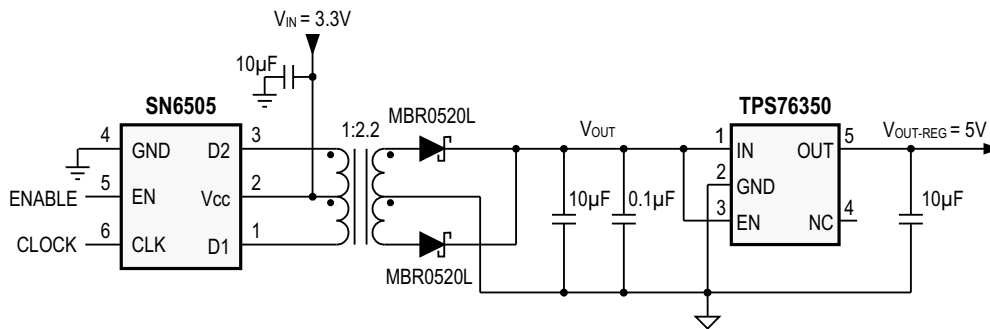 VIN = 3.3V
10µF
SN6505
TPS76350
1:2.2
MBR0520L
VOUT
VOUT-REG = 5V
4
GND
D2
3
1
IN
OUT
5
ENABLE
5
EN
Vcc
2
2
GND
10µF
0.1µF
10µF
CLOCK
6
CLK
D1
1
3
EN
NC
4
MBR0520L